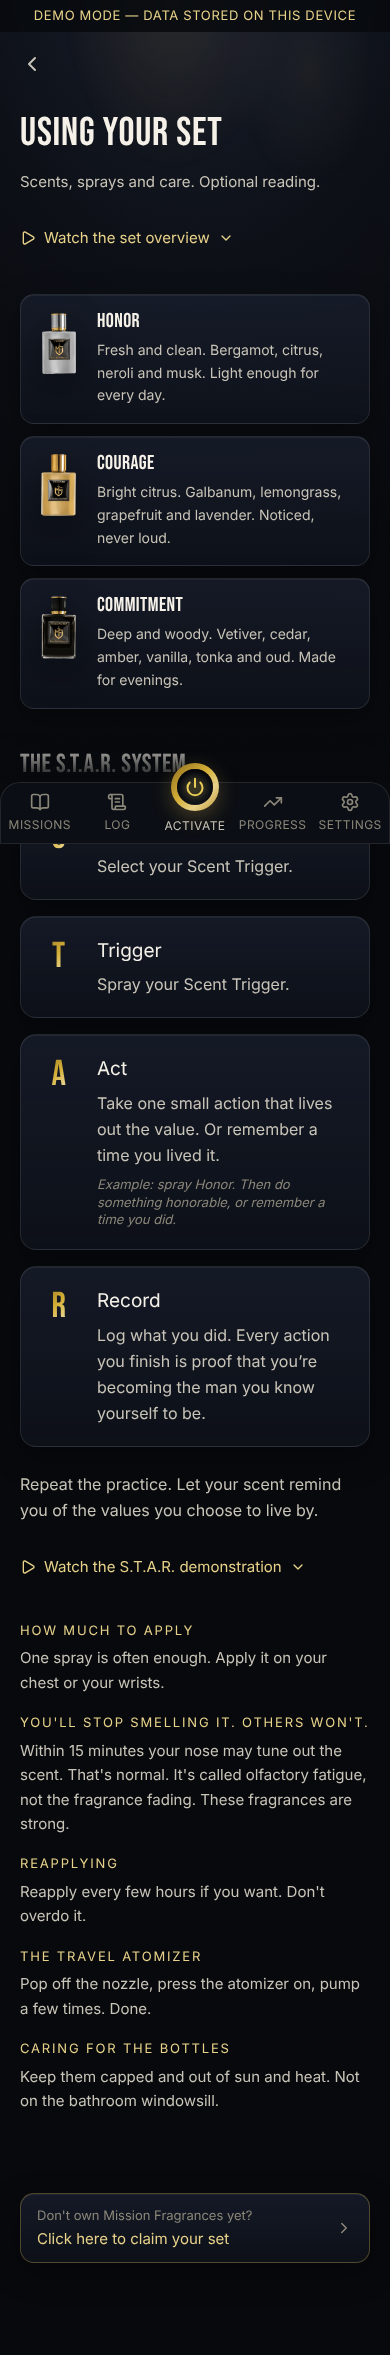 DEMO MODE — DATA STORED ON THIS DEVICE
USING YOUR SET
Scents, sprays and care. Optional reading.
Watch the set overview
HONOR
Fresh and clean. Bergamot, citrus,
neroli and musk. Light enough for
every day.
COURAGE
Bright citrus. Galbanum, lemongrass,
grapefruit and lavender. Noticed,
never loud.
COMMITMENT
Deep and woody. Vetiver, cedar,
amber, vanilla, tonka and oud. Made
for evenings.
THE S.T.A.R. SYSTEM
MISSIONS
LOG
ACTIVATE
PROGRESS
SETTINGS
Select your Scent Trigger.
T
Trigger
Spray your Scent Trigger.
A
Act
Take one small action that lives
out the value. Or remember a
time you lived it.
Example: spray Honor. Then do
something honorable, or remember a
time you did.
R
Record
Log what you did. Every action
you finish is proof that you’re
becoming the man you know
yourself to be.
Repeat the practice. Let your scent remind
you of the values you choose to live by.
Watch the S.T.A.R. demonstration
HOW MUCH TO APPLY
One spray is often enough. Apply it on your
chest or your wrists.
YOU'LL STOP SMELLING IT. OTHERS WON'T.
Within 15 minutes your nose may tune out the
scent. That's normal. It's called olfactory fatigue,
not the fragrance fading. These fragrances are
strong.
REAPPLYING
Reapply every few hours if you want. Don't
overdo it.
THE TRAVEL ATOMIZER
Pop off the nozzle, press the atomizer on, pump
a few times. Done.
CARING FOR THE BOTTLES
Keep them capped and out of sun and heat. Not
on the bathroom windowsill.
Don't own Mission Fragrances yet?
Click here to claim your set